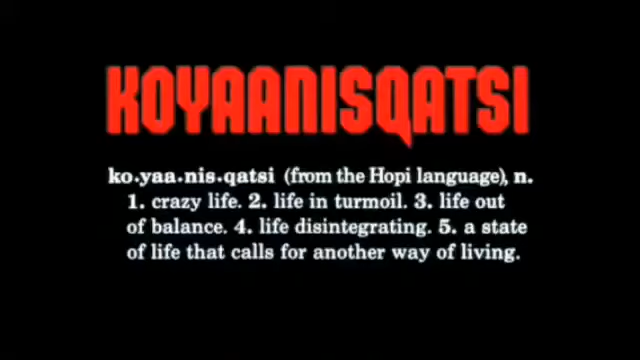 KOYAANISQATSI
ko.yaa.nis.qatsi (from the Hopi language), n.
1. crazy life. 2. life in turmoil. 3. life out
of balance. 4. life disintegrating. 5. a state
of life that calls for another way of living.